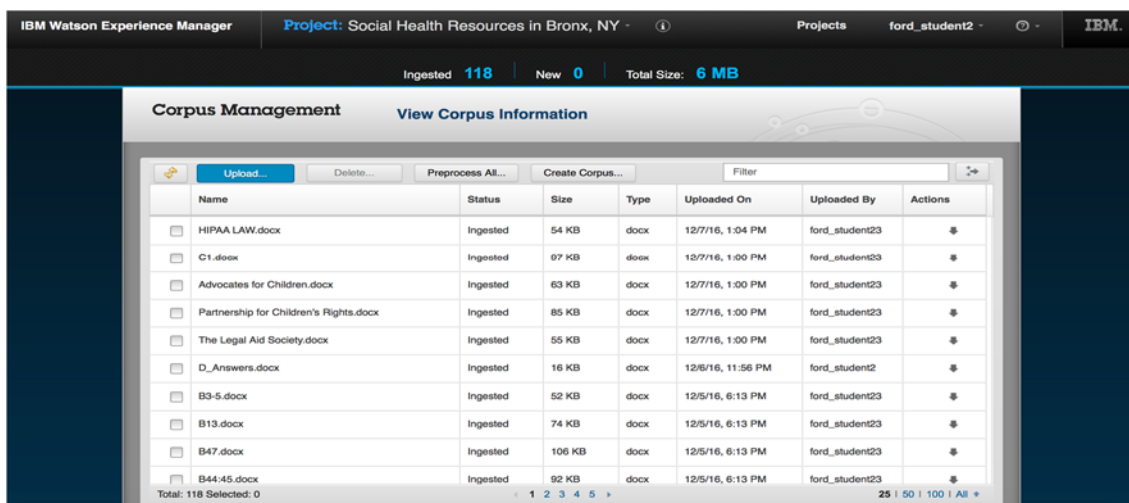 IBM Watson Experience Manager Project: Social Health Resources in Bronx, NY Projects ford_student2 IBM.
Ingested 118 New 0 Total Size: 6 MB
Corpus Management View Corpus Information
Upload... Delete... Preprocess All... Create Corpus... Filter
Name Status Size Type Uploaded On Uploaded By Actions
HIPAA LAW.docx Ingested 54 KB docx 12/7/16, 1:04 PM ford_student23
C1.docx Ingested 97 KB docx 12/7/16, 1:00 PM ford_student23
Advocates for Children.docx Ingested 63 KB docx 12/7/16, 1:00 PM ford_student23
Partnership for Children's Rights.docx Ingested 85 KB docx 12/7/16, 1:00 PM ford_student23
The Legal Aid Society.docx Ingested 55 KB docx 12/7/16, 1:00 PM ford_student23
D_Answers.docx Ingested 16 KB docx 12/6/16, 11:56 PM ford_student2
B3-5.docx Ingested 52 KB docx 12/5/16, 6:13 PM ford_student23
B13.docx Ingested 74 KB docx 12/5/16, 6:13 PM ford_student23
B47.docx Ingested 106 KB docx 12/5/16, 6:13 PM ford_student23
B44:45.docx Ingested 92 KB docx 12/5/16, 6:13 PM ford_student23
Total: 118 Selected: 0 1 2 3 4 5 25 | 50 | 100 | All